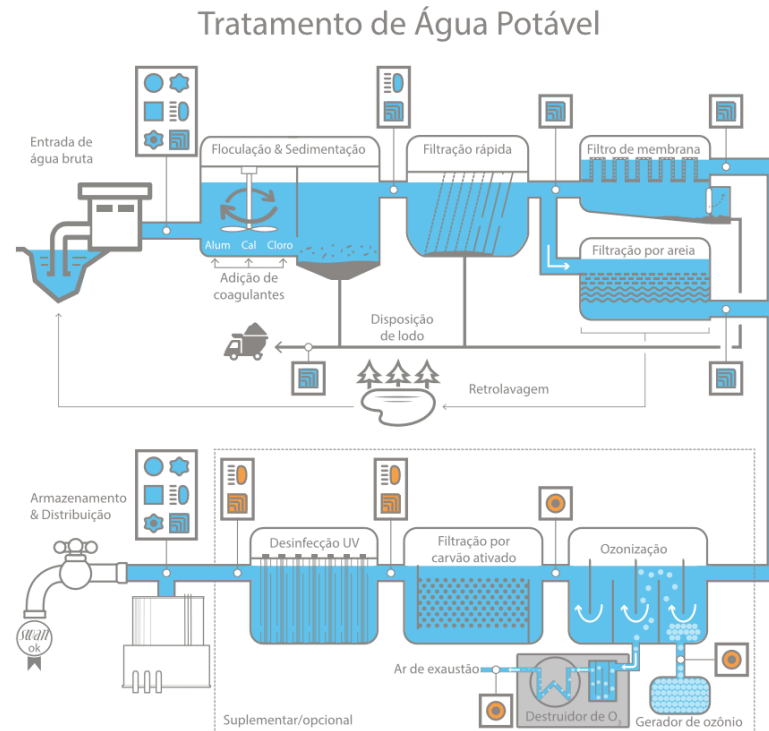 Tratamento de Água Potável
Entrada de
água bruta
Floculação & Sedimentação
Filtração rápida
Filtro de membrana
Alum Cal Cloro
Filtração por areia
Adição de
coagulantes
Disposição
de lodo
Retrolavagem
Armazenamento
& Distribuição
Desinfecção UV
Filtração por
carvão ativado
Ozonização
swan
ok
Ar de exaustão
Destruidor de O₃
Gerador de ozônio
Suplementar/opcional